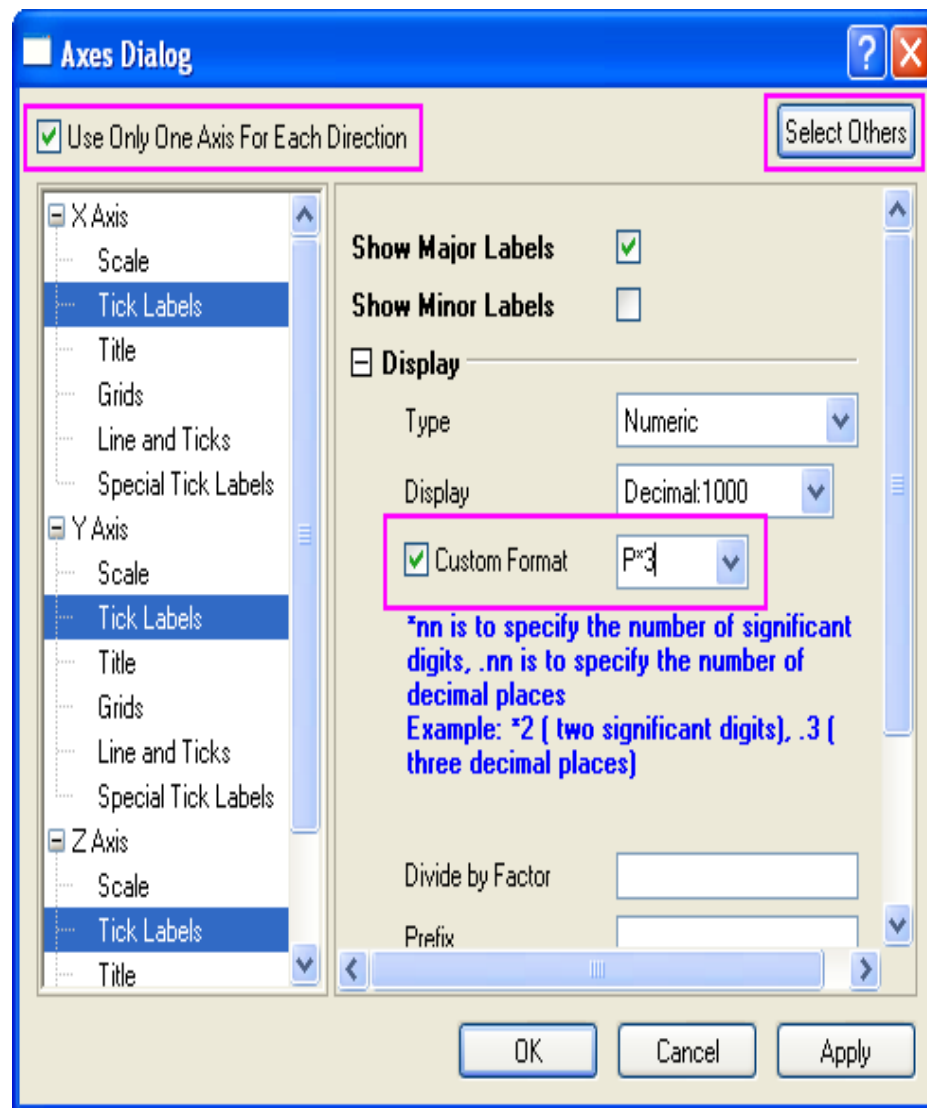 Axes Dialog
Use Only One Axis For Each Direction
Select Others
X Axis
Scale
Tick Labels
Title
Grids
Line and Ticks
Special Tick Labels
Y Axis
Scale
Tick Labels
Title
Grids
Line and Ticks
Special Tick Labels
Z Axis
Scale
Tick Labels
Title
Show Major Labels
Show Minor Labels
Display
Type Numeric
Display Decimal:1000
Custom Format P*3
*nn is to specify the number of significant
digits, .nn is to specify the number of
decimal places
Example: *2 ( two significant digits), .3 (
three decimal places)
Divide by Factor
Prefix
OK Cancel Apply